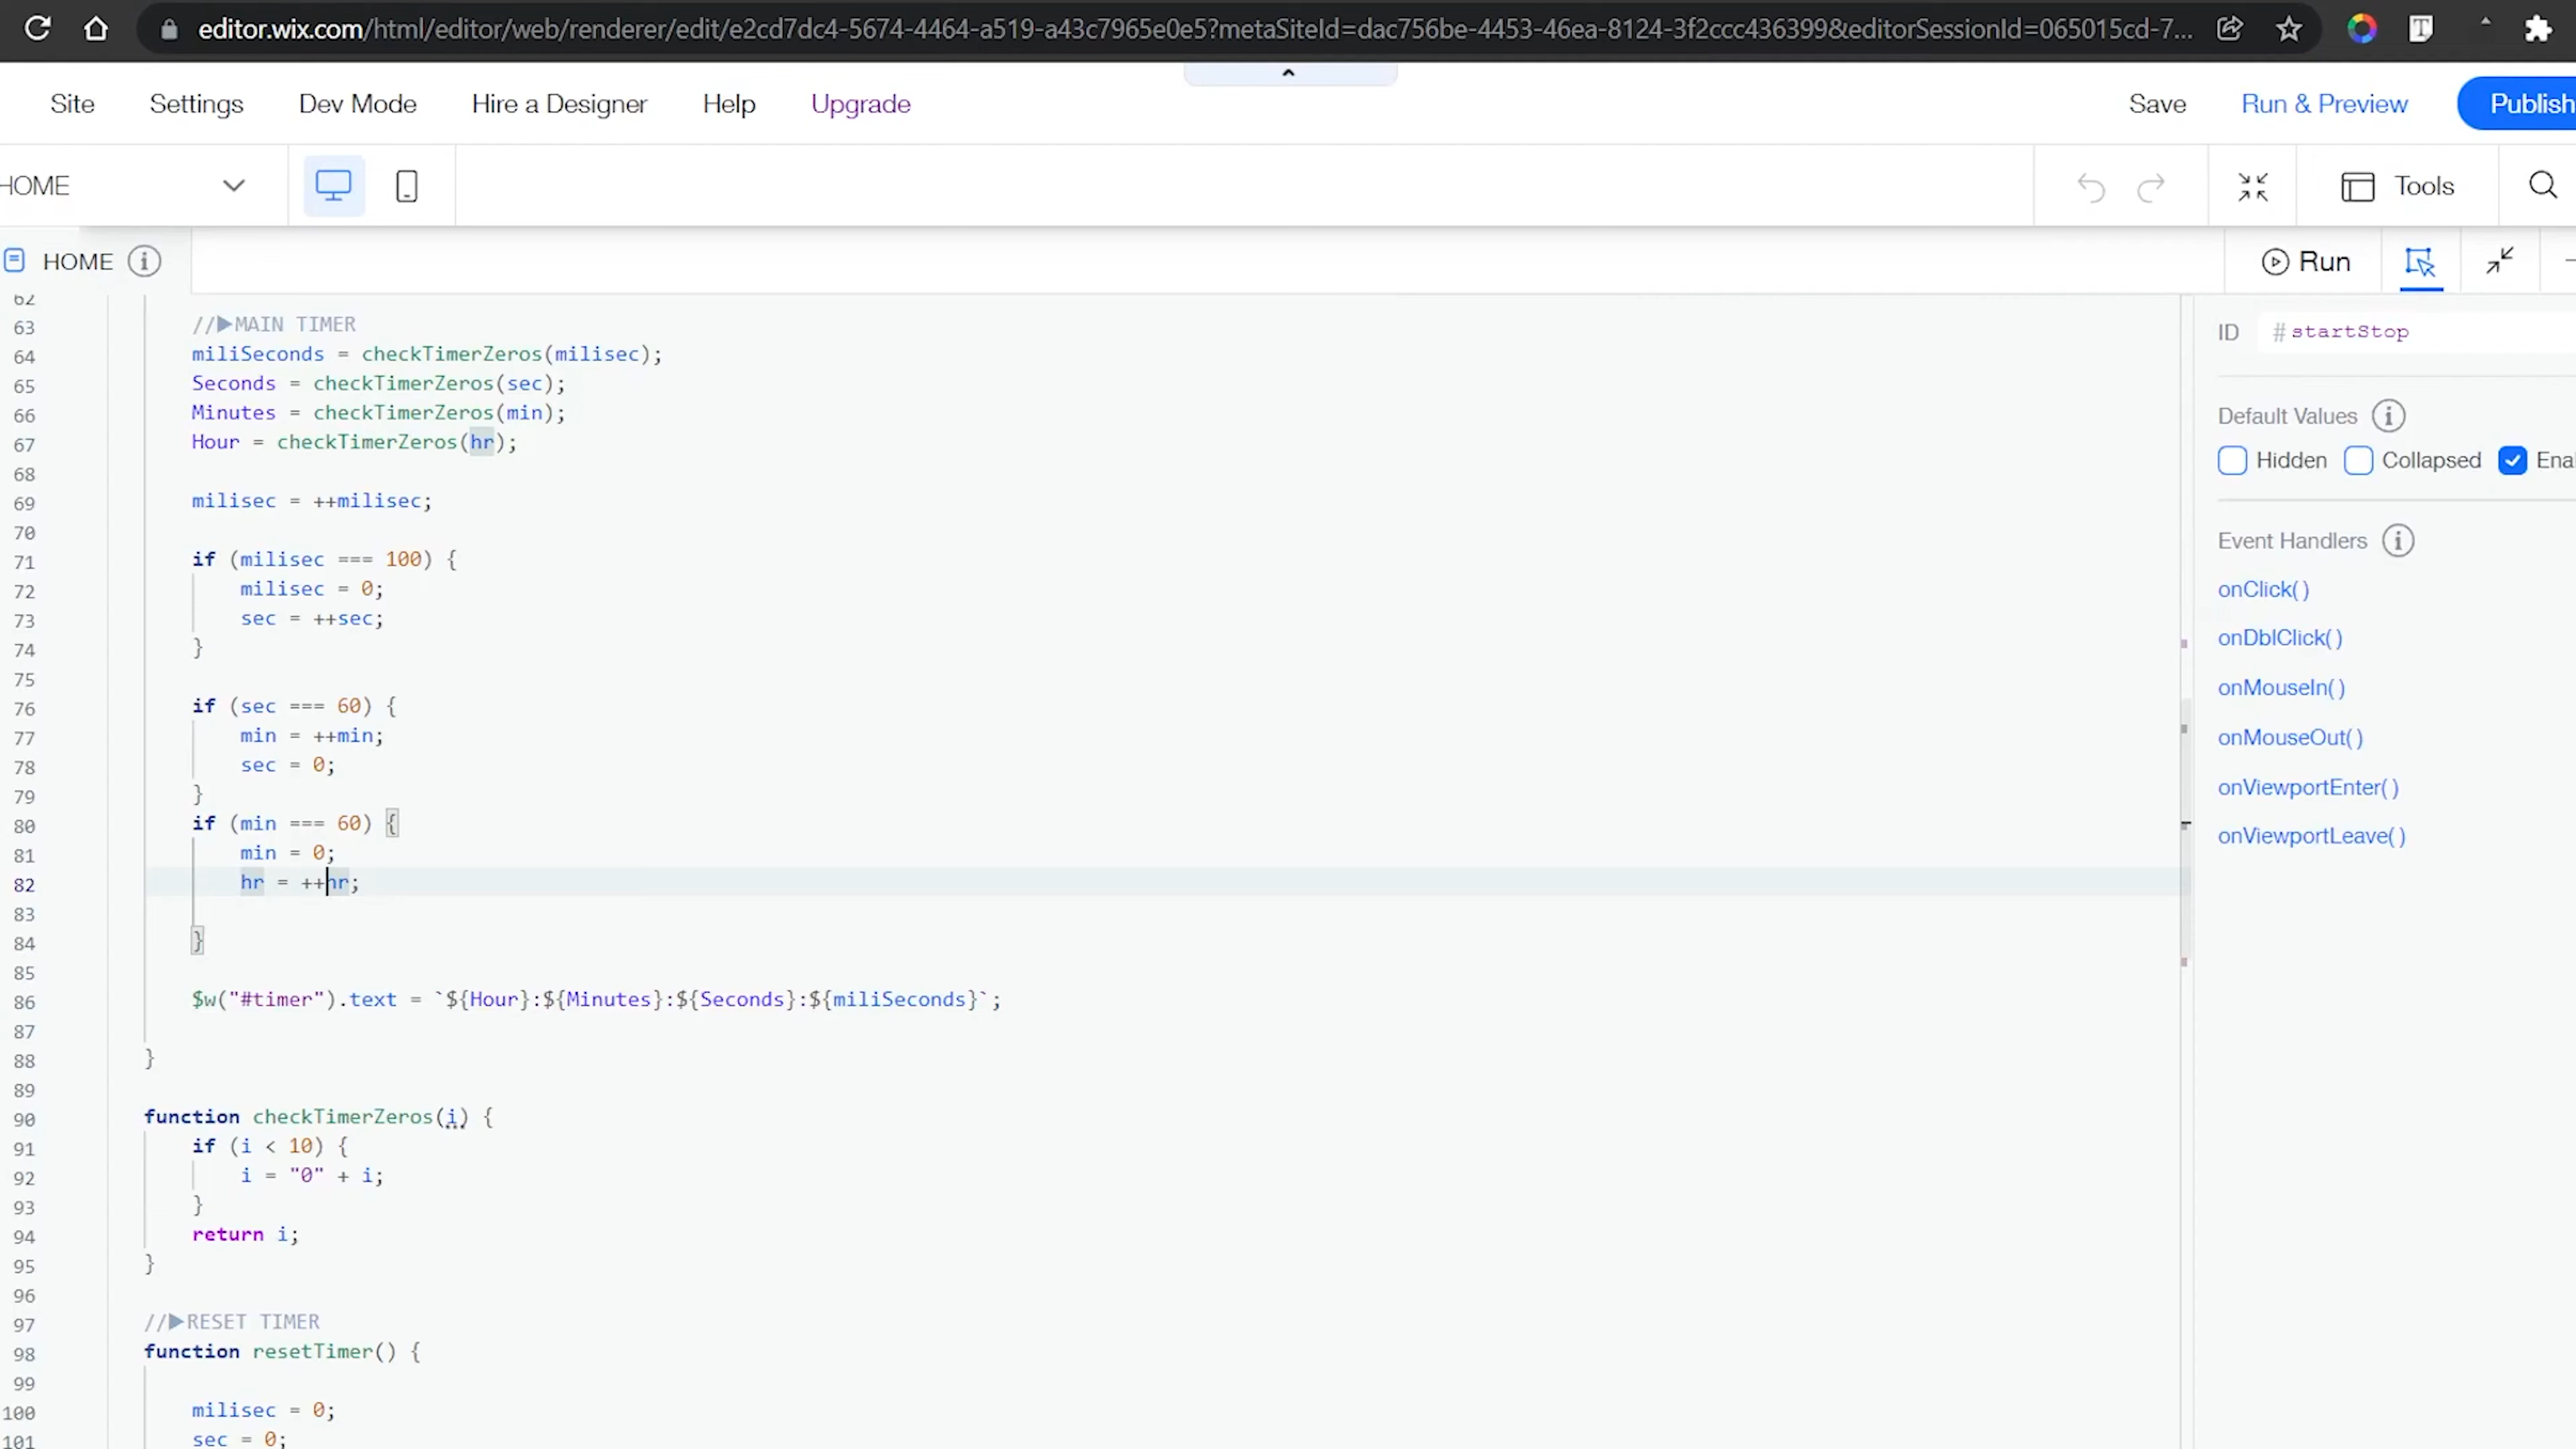 editor.wix.com/html/editor/web/renderer/edit/e2cd7dc4-5674-4464-a519-a43c7965e0e5?metaSiteId=dac756be-4453-46ea-8124-3f2ccc436399&editorSessionId=065015cd-7...
Site Settings Dev Mode Hire a Designer Help Upgrade Save Run & Preview Publish
HOME Tools
HOME Run
62
63 //▶MAIN TIMER
64 miliSeconds = checkTimerZeros(milisec);
65 Seconds = checkTimerZeros(sec);
66 Minutes = checkTimerZeros(min);
67 Hour = checkTimerZeros(hr);
68
69 milisec = ++milisec;
70
71 if (milisec === 100) {
72 milisec = 0;
73 sec = ++sec;
74 }
75
76 if (sec === 60) {
77 min = ++min;
78 sec = 0;
79 }
80 if (min === 60) {
81 min = 0;
82 hr = ++hr;
83
84 }
85
86 $w("#timer").text = `${Hour}:${Minutes}:${Seconds}:${miliSeconds}`;
87
88 }
89
90 function checkTimerZeros(i) {
91 if (i < 10) {
92 i = "0" + i;
93 }
94 return i;
95 }
96
97 //▶RESET TIMER
98 function resetTimer() {
99
100 milisec = 0;
101 sec = 0;
ID #startStop
Default Values
Hidden Collapsed Ena
Event Handlers
onClick()
onDblClick()
onMouseIn()
onMouseOut()
onViewportEnter()
onViewportLeave()